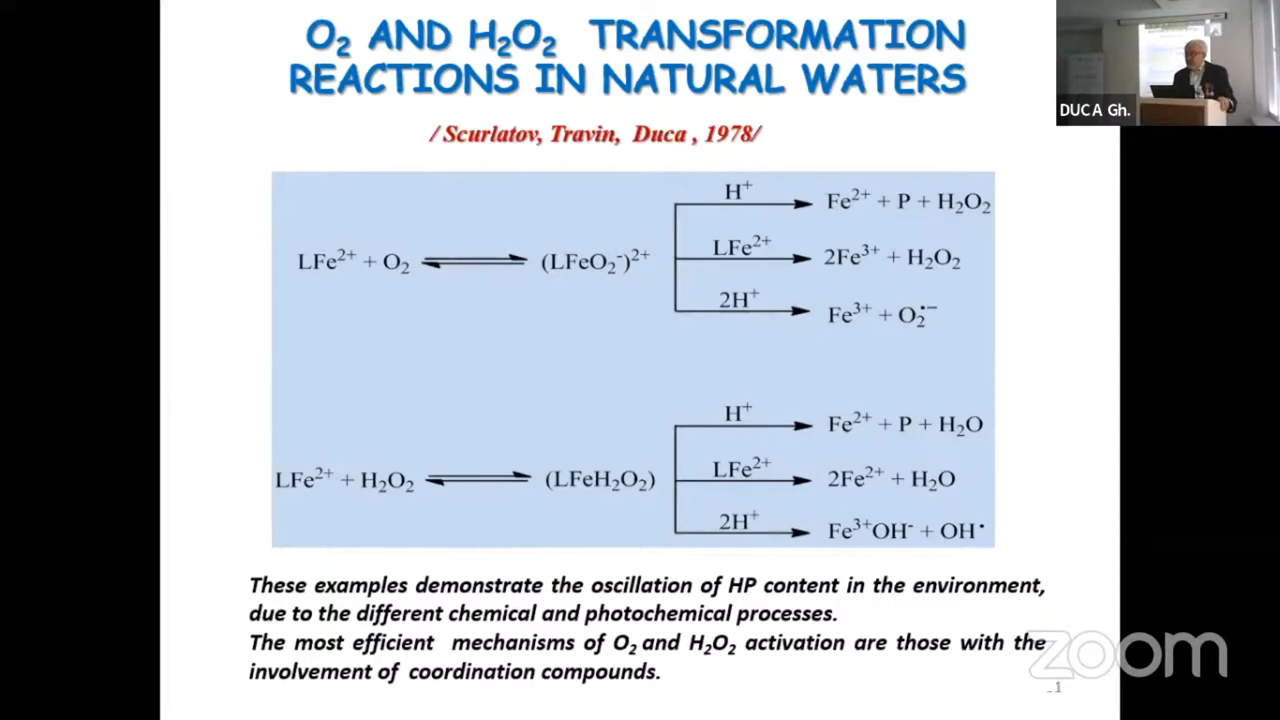 O₂ AND H₂O₂ TRANSFORMATION
REACTIONS IN NATURAL WATERS
/ Scurlatov, Travin, Duca , 1978/
DUCA Gh.
LFe²⁺ + O₂ ⇌ (LFeO₂⁻)²⁺
H⁺ → Fe²⁺ + P + H₂O₂
LFe²⁺ → 2Fe³⁺ + H₂O₂
2H⁺ → Fe³⁺ + O₂•⁻
LFe²⁺ + H₂O₂ ⇌ (LFeH₂O₂)
H⁺ → Fe²⁺ + P + H₂O
LFe²⁺ → 2Fe²⁺ + H₂O
2H⁺ → Fe³⁺OH⁻ + OH•
These examples demonstrate the oscillation of HP content in the environment,
due to the different chemical and photochemical processes.
The most efficient mechanisms of O₂ and H₂O₂ activation are those with the
involvement of coordination compounds.
zoom